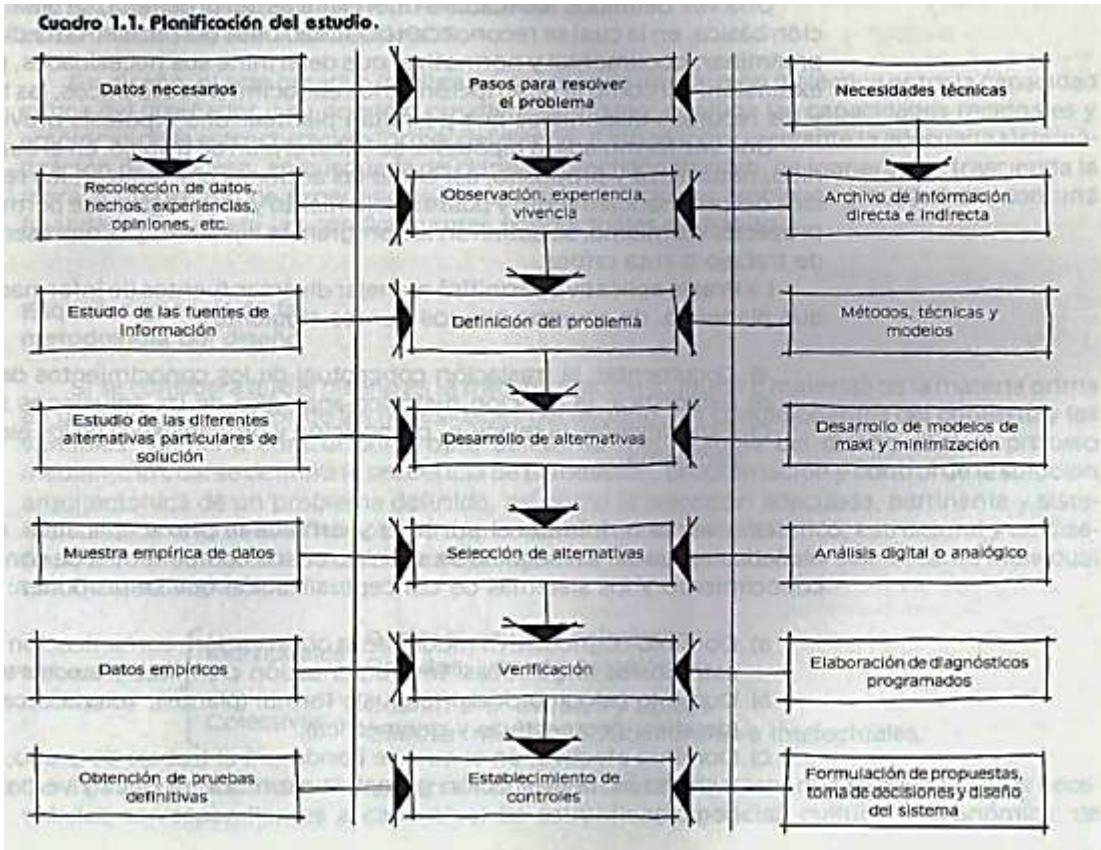 Cuadro 1.1. Planificación del estudio.
Datos necesarios
Pasos para resolver
el problema
Necesidades técnicas
Recolección de datos,
hechos, experiencias,
opiniones, etc.
Observación, experiencia,
vivencia
Archivo de información
directa e indirecta
Estudio de las fuentes de
información
Definición del problema
Métodos, técnicas y
modelos
Estudio de las diferentes
alternativas particulares de
solución
Desarrollo de alternativas
Desarrollo de modelos de
maxi y minimización
Muestra empírica de datos
Selección de alternativas
Análisis digital o analógico
Datos empíricos
Verificación
Elaboración de diagnósticos
programados
Obtención de pruebas
definitivas
Establecimiento de
controles
Formulación de propuestas,
toma de decisiones y diseño
del sistema